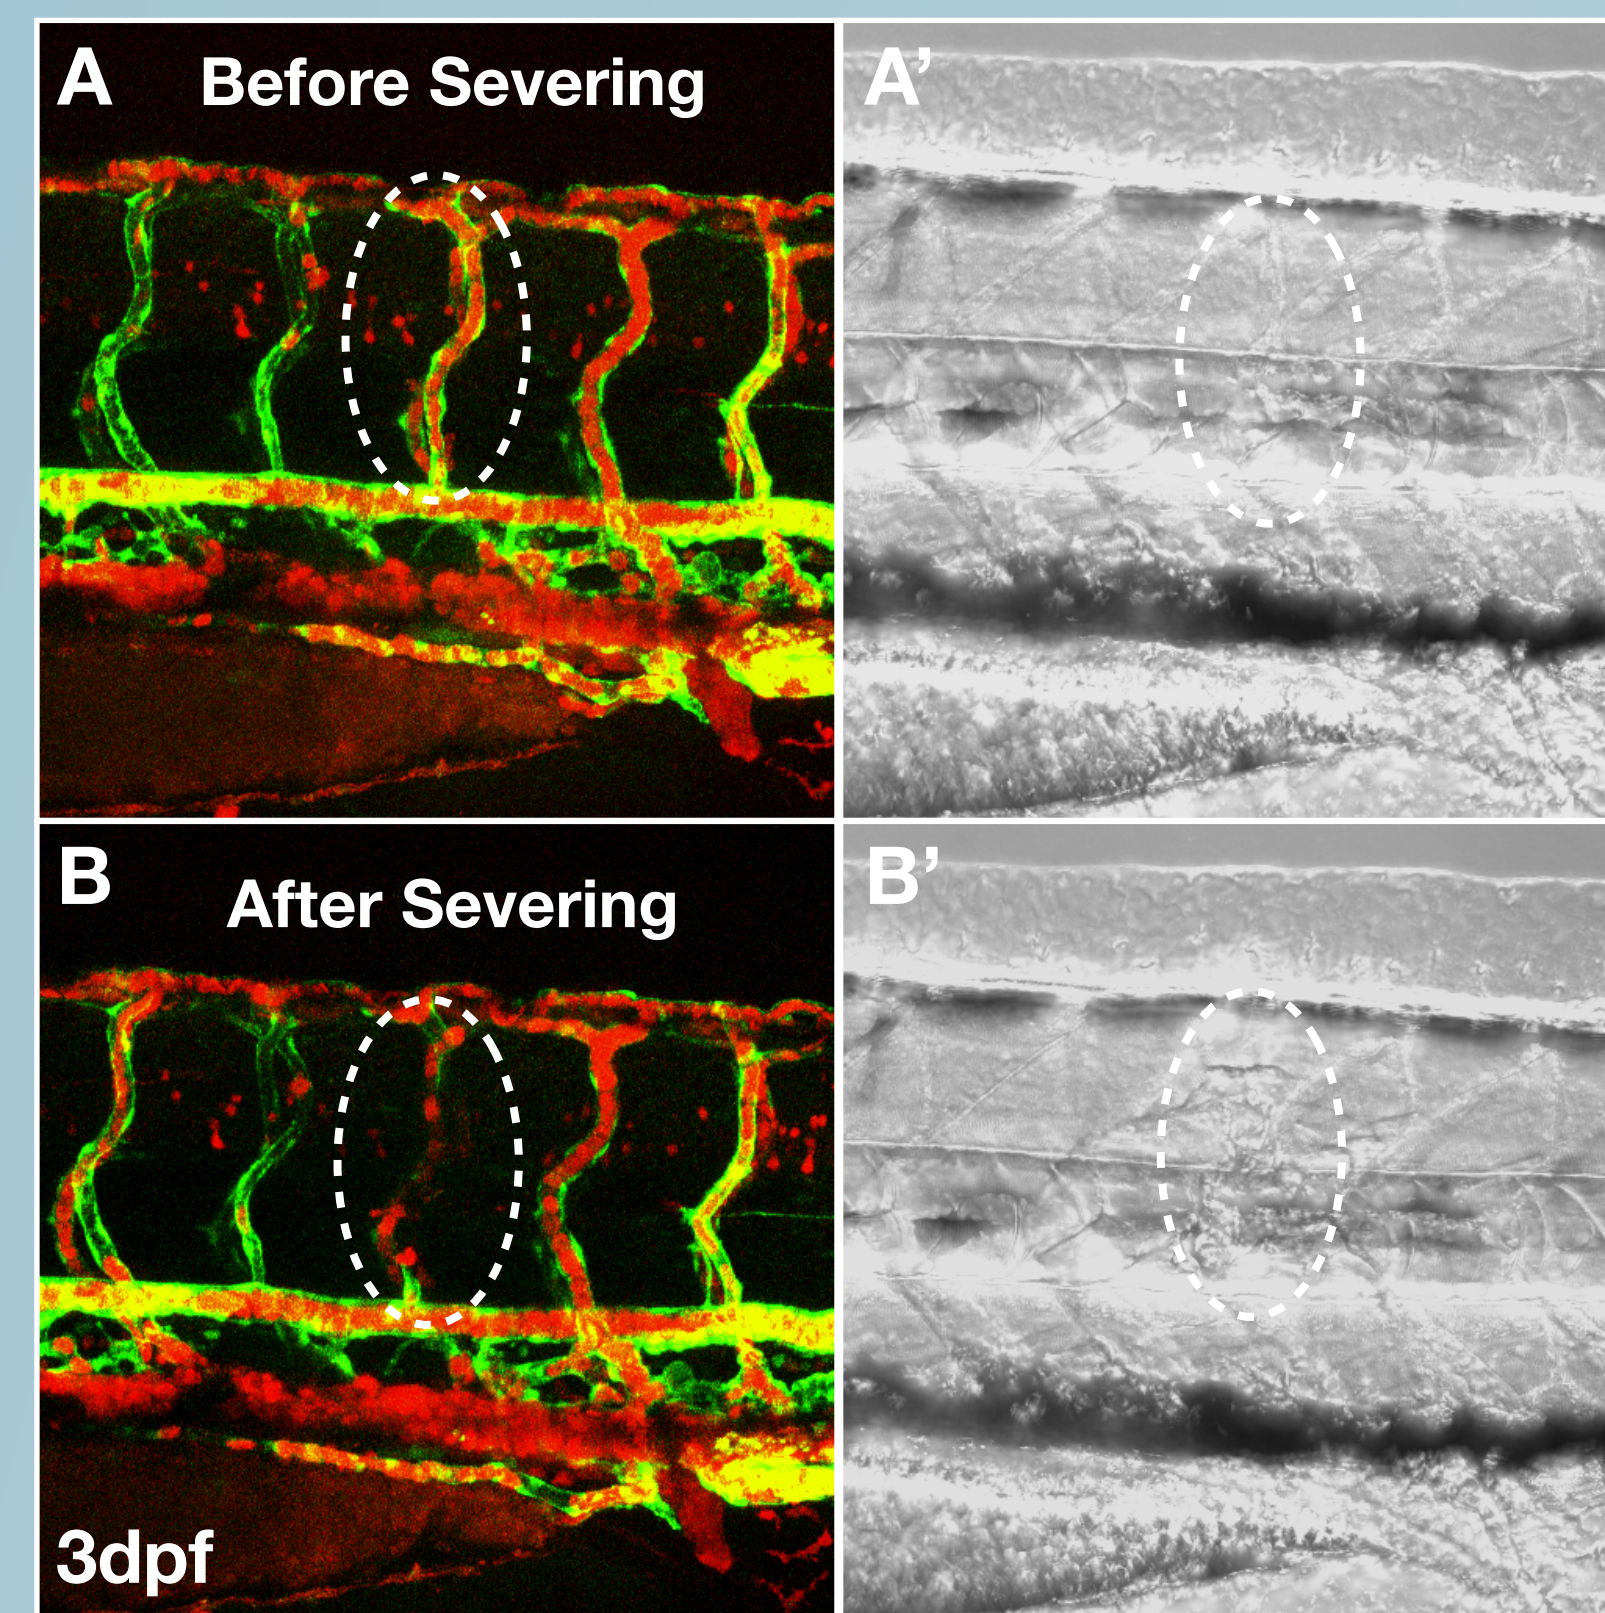 A Before Severing
A’
B
After Severing
B’
3dpf